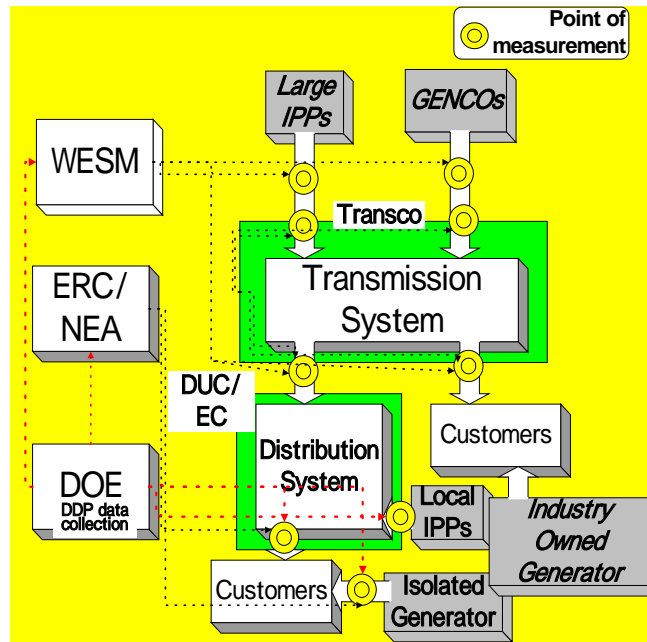 Point of
measurement
Large
IPPs
GENCOs
WESM
Transco
Transmission
System
ERC/
NEA
DUC/
EC
Distribution
System
Customers
DOE
DDP data
collection
Local
IPPs
Industry
Owned
Generator
Customers
Isolated
Generator